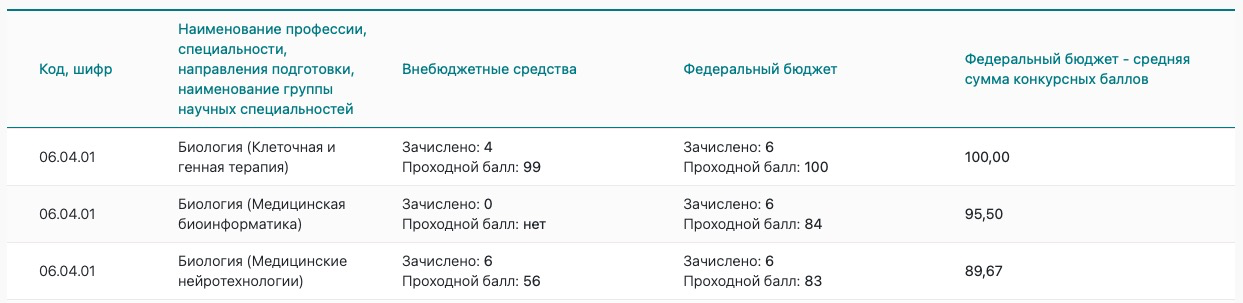 Код, шифр
Наименование профессии,
специальности,
направления подготовки,
наименование группы
научных специальностей
Внебюджетные средства
Федеральный бюджет
Федеральный бюджет - средняя
сумма конкурсных баллов
06.04.01
Биология (Клеточная и
генная терапия)
Зачислено: 4
Проходной балл: 99
Зачислено: 6
Проходной балл: 100
100,00
06.04.01
Биология (Медицинская
биоинформатика)
Зачислено: 0
Проходной балл: нет
Зачислено: 6
Проходной балл: 84
95,50
06.04.01
Биология (Медицинские
нейротехнологии)
Зачислено: 6
Проходной балл: 56
Зачислено: 6
Проходной балл: 83
89,67